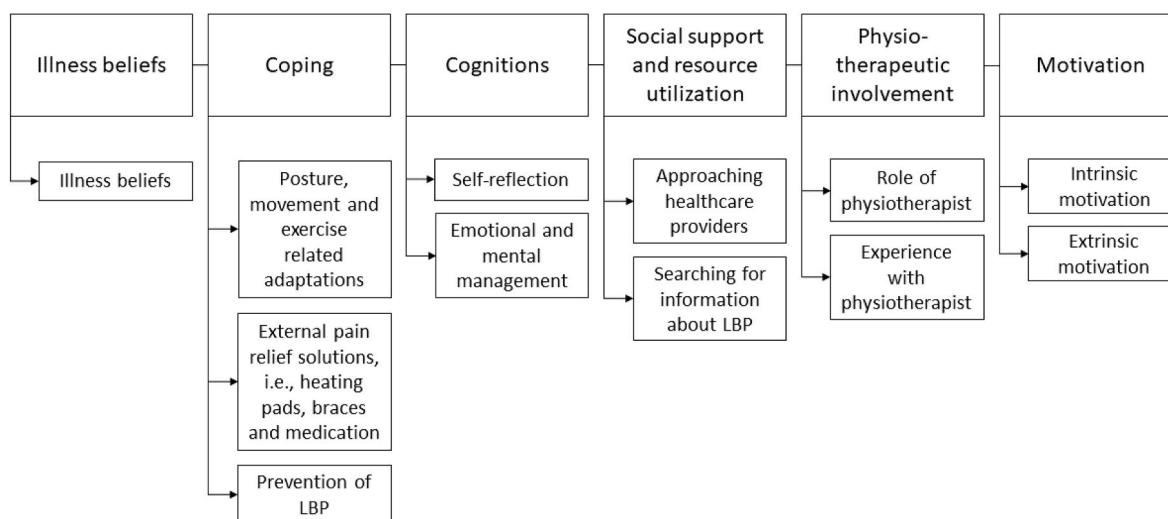 Illness beliefs
Coping
Cognitions
Social support
and resource
utilization
Physio-
therapeutic
involvement
Motivation
Illness beliefs
Posture,
movement and
exercise
related
adaptations
External pain
relief solutions,
i.e., heating
pads, braces
and medication
Prevention of
LBP
Self-reflection
Emotional and
mental
management
Approaching
healthcare
providers
Searching for
information
about LBP
Role of
physiotherapist
Experience
with
physiotherapist
Intrinsic
motivation
Extrinsic
motivation